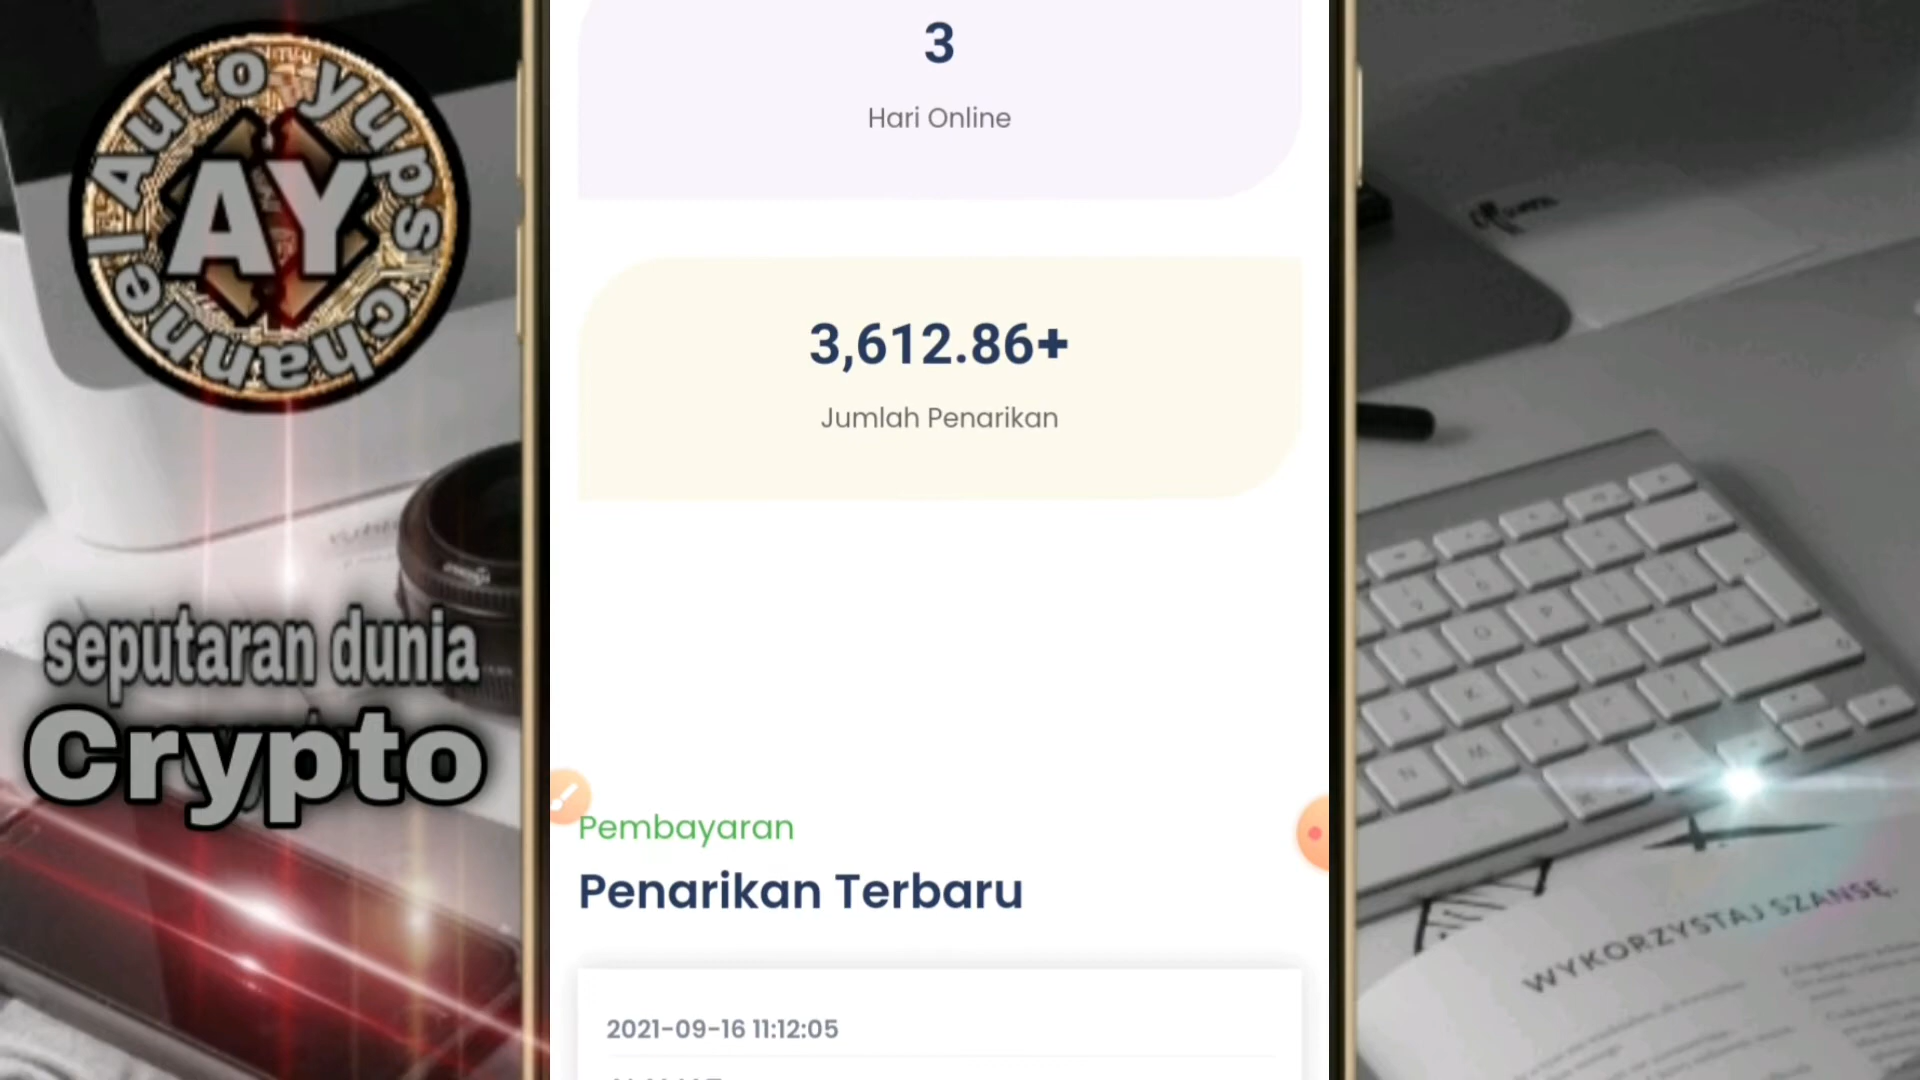 Auto yups channel
AY
seputaran dunia
Crypto
3
Hari Online
3,612.86+
Jumlah Penarikan
Pembayaran
Penarikan Terbaru
2021-09-16 11:12:05
WYKORZYSTAJ SZANSĘ.